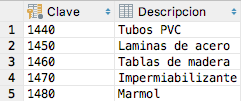 Clave Descripcion
1 1440 Tubos PVC
2 1450 Laminas de acero
3 1460 Tablas de madera
4 1470 Impermiabilizante
5 1480 Marmol